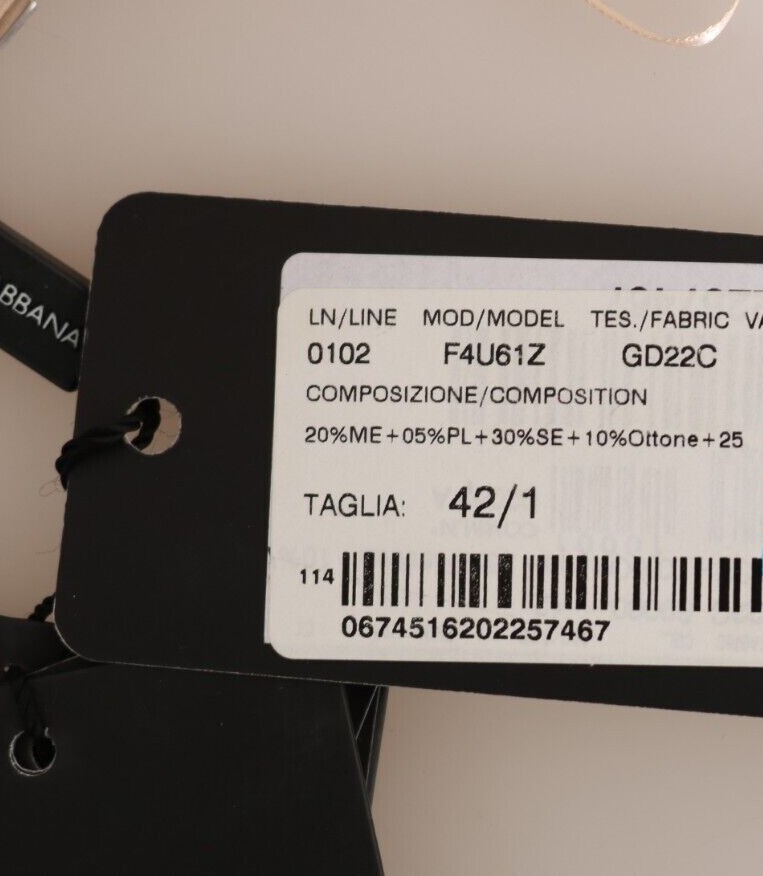 BBANA
LN/LINE MOD/MODEL TES./FABRIC VA
0102 F4U61Z GD22C
COMPOSIZIONE/COMPOSITION
20%ME+05%PL+30%SE+10%Ottone+25
TAGLIA: 42/1
114
0674516202257467